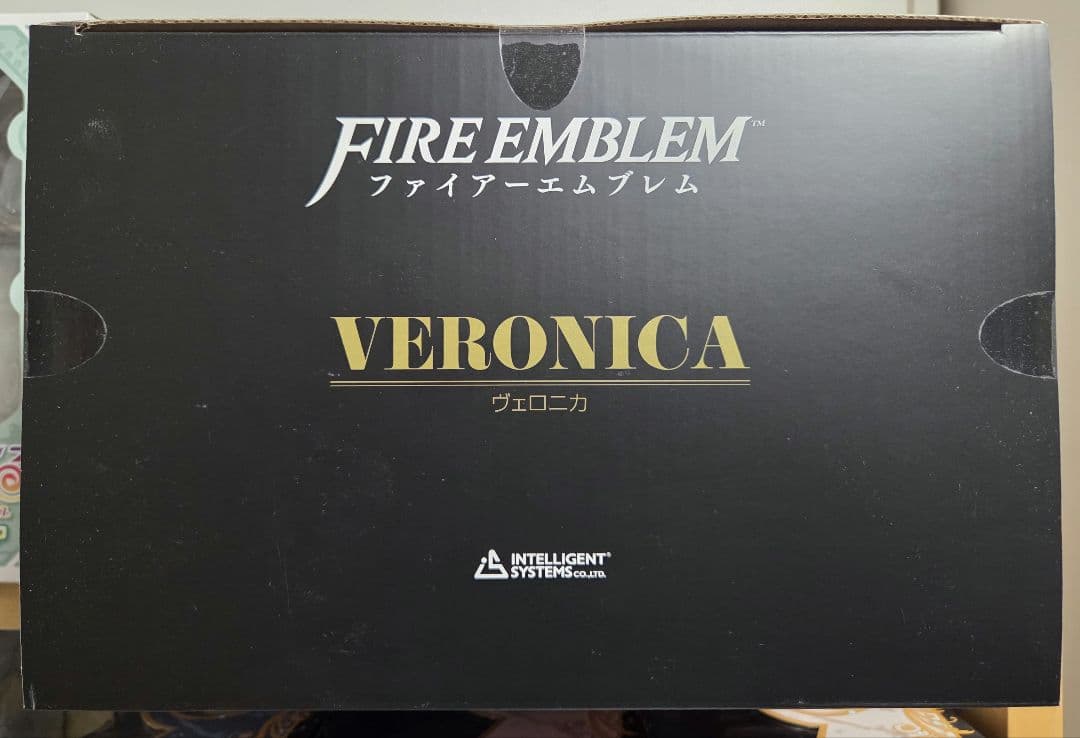 FIRE EMBLEM™
ファイアーエムブレム
VERONICA
ヴェロニカ
INTELLIGENT®
SYSTEMS CO.,LTD.